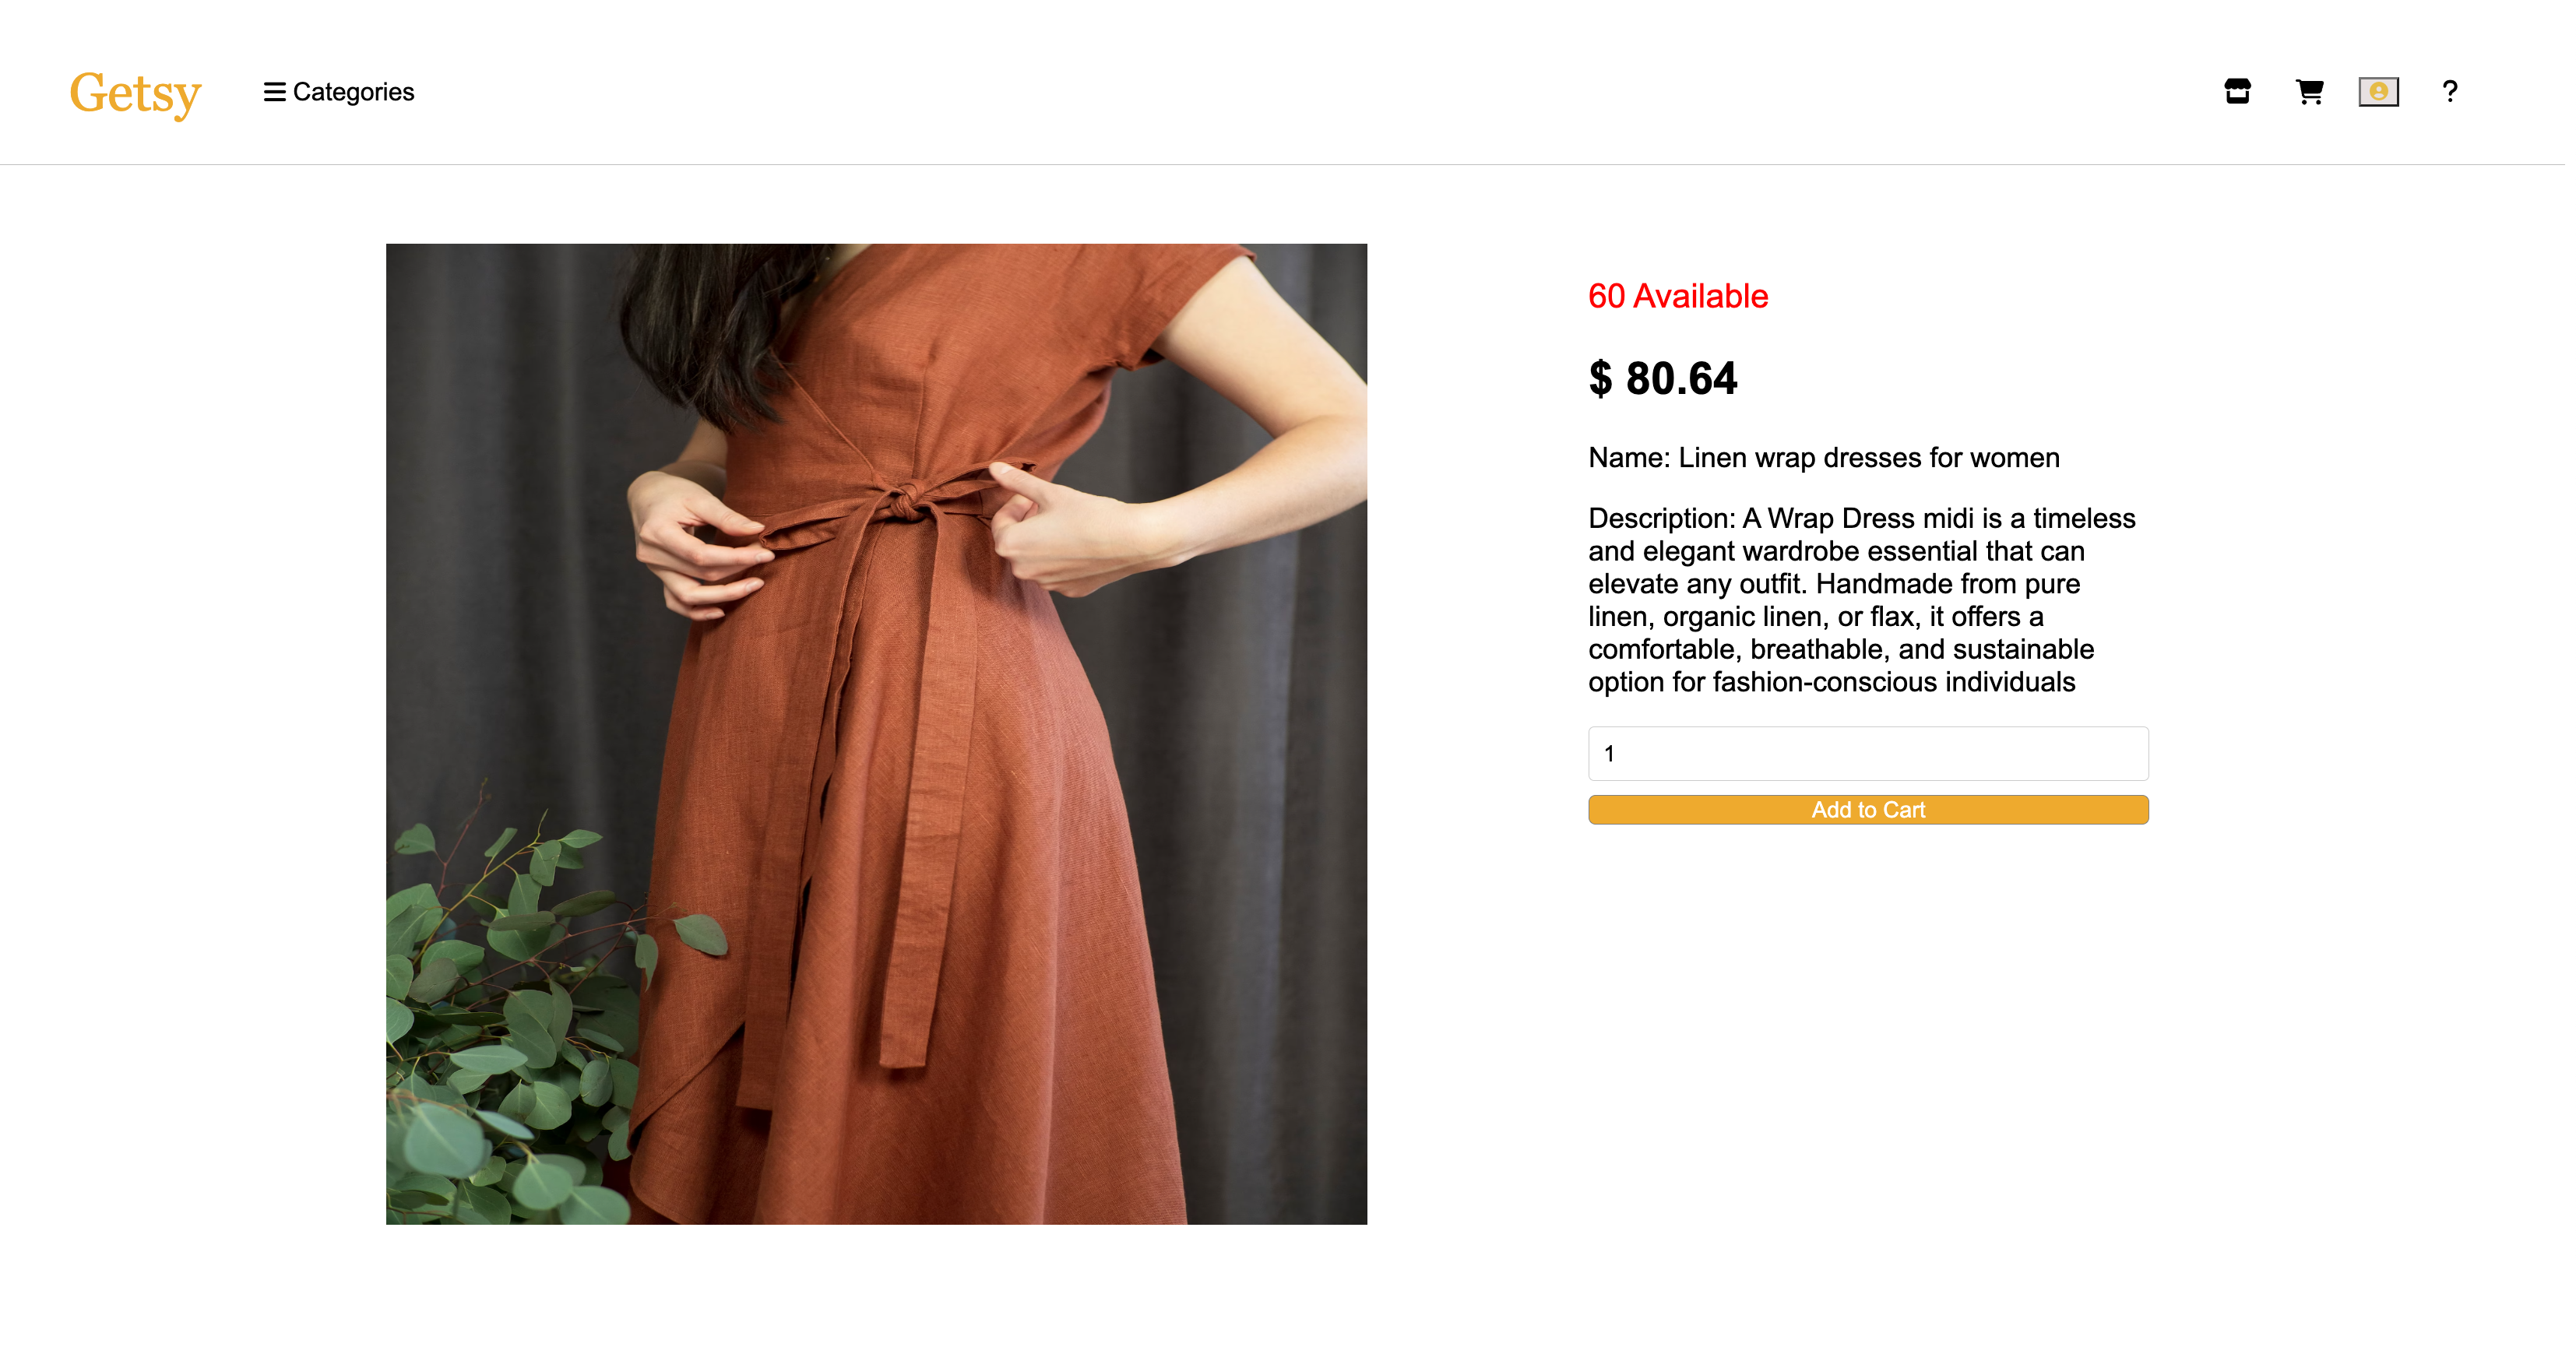 Getsy
Categories
?
60 Available
$ 80.64
Name: Linen wrap dresses for women
Description: A Wrap Dress midi is a timeless
and elegant wardrobe essential that can
elevate any outfit. Handmade from pure
linen, organic linen, or flax, it offers a
comfortable, breathable, and sustainable
option for fashion-conscious individuals
1
Add to Cart